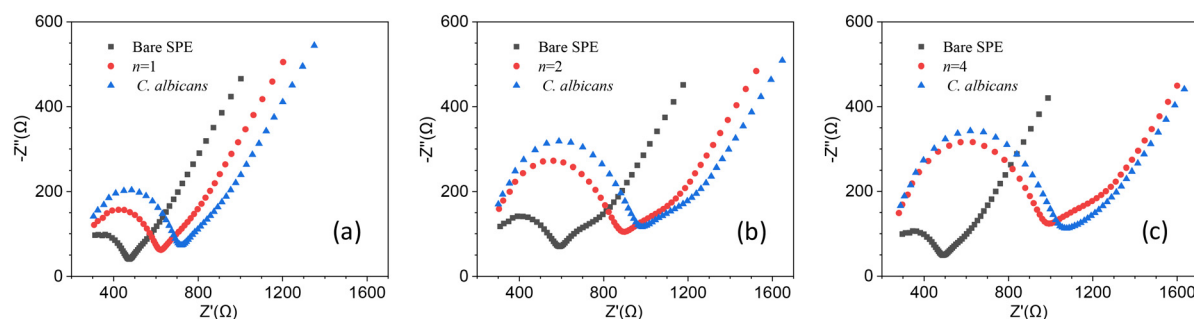 600
400
200
0
-Z''(Ω)
Bare SPE
n=1
C. albicans
(a)
400 800 1200 1600
Z'(Ω)
600
400
200
0
-Z''(Ω)
Bare SPE
n=2
C. albicans
(b)
400 800 1200 1600
Z'(Ω)
600
400
200
0
-Z''(Ω)
Bare SPE
n=4
C. albicans
(c)
400 800 1200 1600
Z'(Ω)